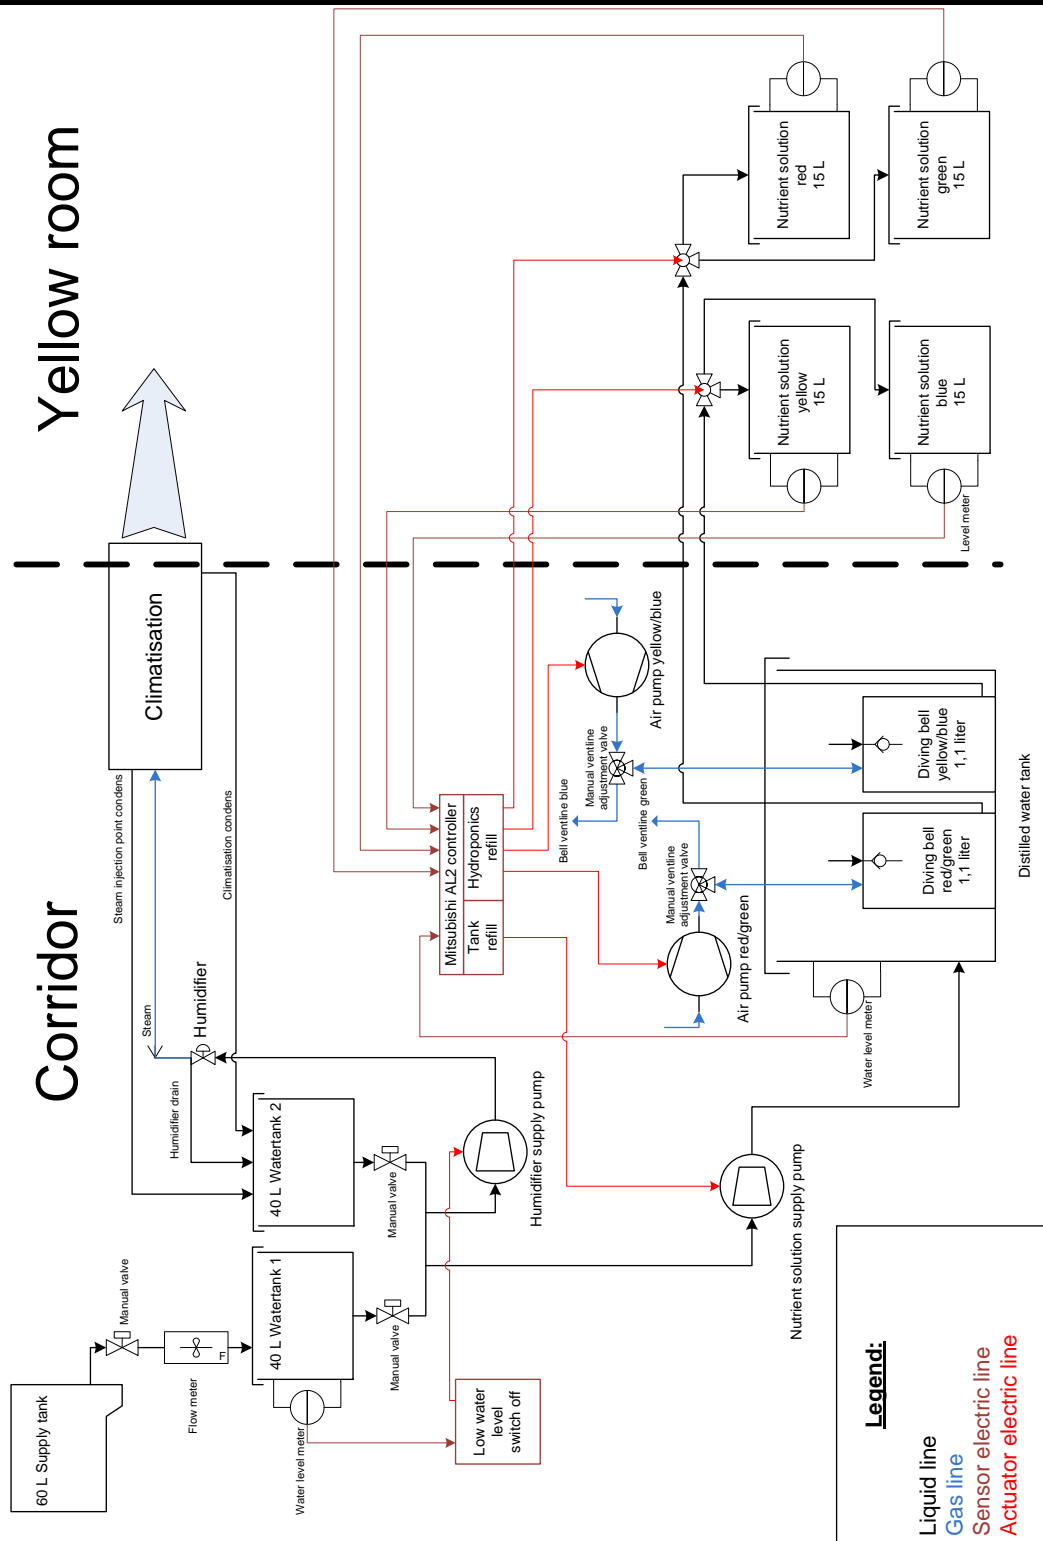 Corridor
Yellow room
60 L Supply tank
Manual valve
Flow meter
F
40 L Watertank 1
Water level meter
Manual valve
Low water
level
switch off
40 L Watertank 2
Manual valve
Humidifier drain
Steam
Humidifier
Steam injection point condens
Climatisation condens
Climatisation
Humidifier supply pump
Nutrient solution supply pump
Mitsubishi AL2 controller
Tank
refill
Hydroponics
refill
Air pump red/green
Manual ventline
adjustment valve
Bell ventline green
Air pump yellow/blue
Manual ventline
adjustment valve
Bell ventline blue
Water level meter
Diving bell
red/green
1,1 liter
Diving bell
yellow/blue
1,1 liter
Distilled water tank
Nutrient solution
yellow
15 L
Nutrient solution
blue
15 L
Level meter
Nutrient solution
red
15 L
Nutrient solution
green
15 L
Legend:
Liquid line
Gas line
Sensor electric line
Actuator electric line